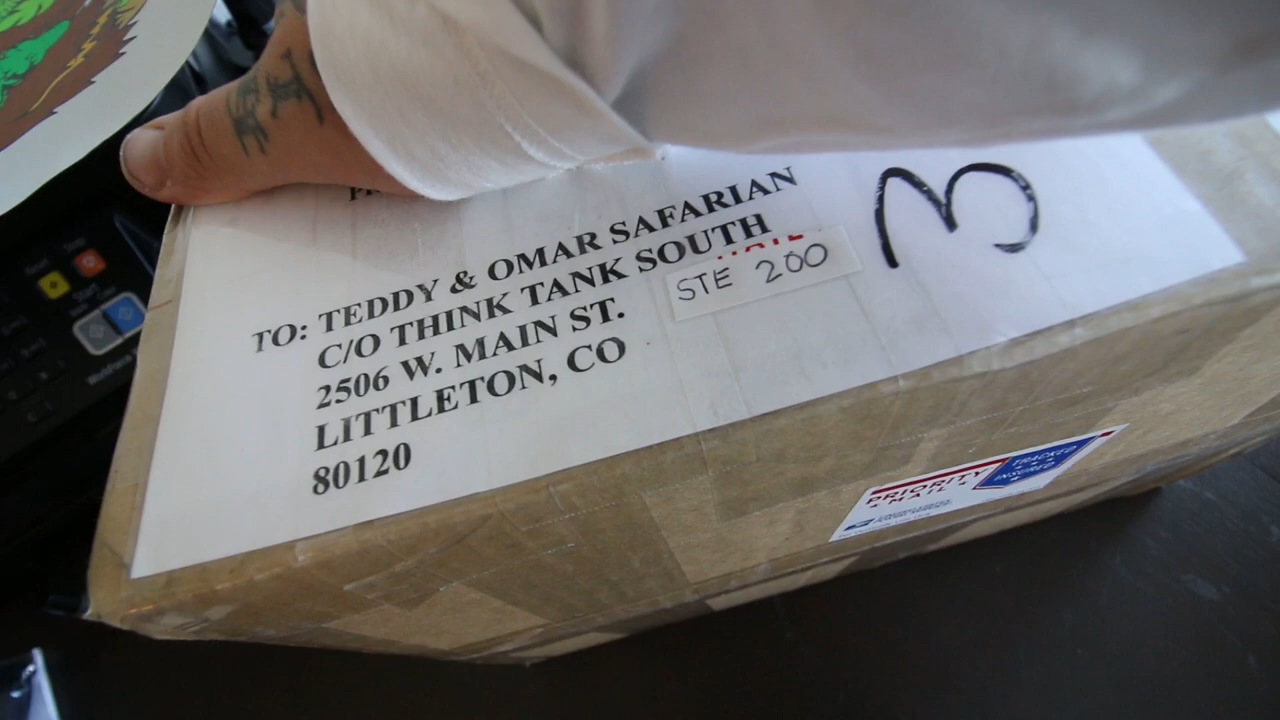 TO: TEDDY & OMAR SAFARIAN
C/O THINK TANK SOUTH
2506 W. MAIN ST.
STE 200
LITTLETON, CO
80120
3
PRIORITY
MAIL
TRACKED
INSURED